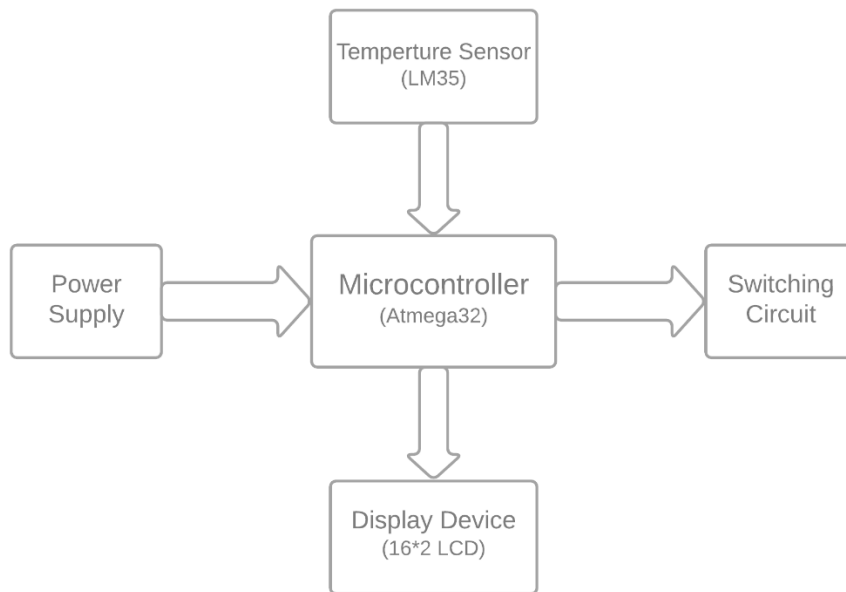 Temperture Sensor
(LM35)
Power
Supply
Microcontroller
(Atmega32)
Switching
Circuit
Display Device
(16*2 LCD)